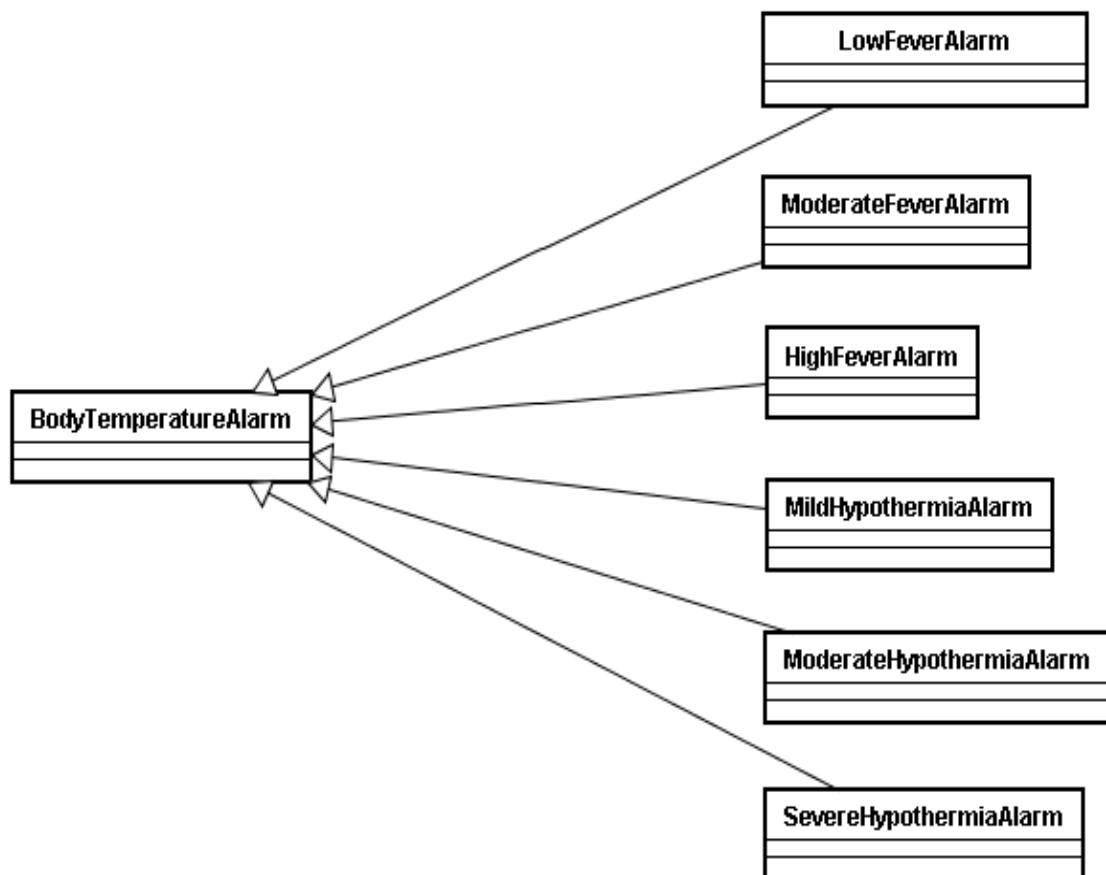 LowFeverAlarm
ModerateFeverAlarm
HighFeverAlarm
BodyTemperatureAlarm
MildHypothermiaAlarm
ModerateHypothermiaAlarm
SevereHypothermiaAlarm